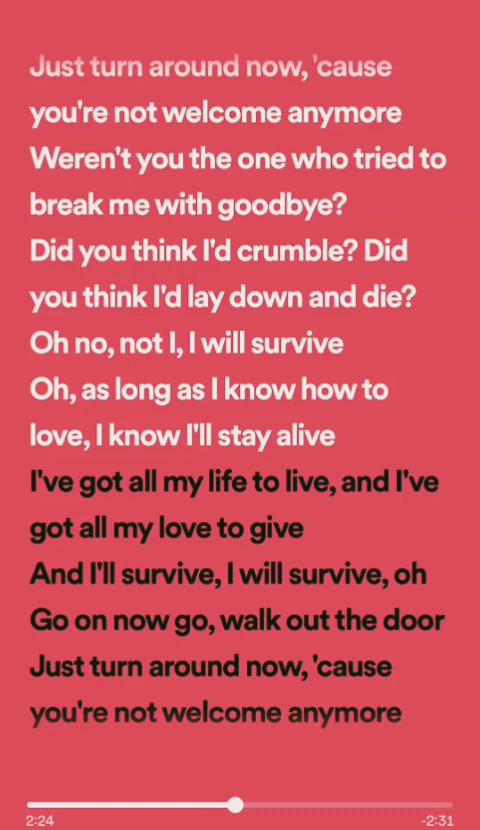 Just turn around now, 'cause
you're not welcome anymore
Weren't you the one who tried to
break me with goodbye?
Did you think I'd crumble? Did
you think I'd lay down and die?
Oh no, not I, I will survive
Oh, as long as I know how to
love, I know I'll stay alive
I've got all my life to live, and I've
got all my love to give
And I'll survive, I will survive, oh
Go on now go, walk out the door
Just turn around now, 'cause
you're not welcome anymore
2:24 -2:31